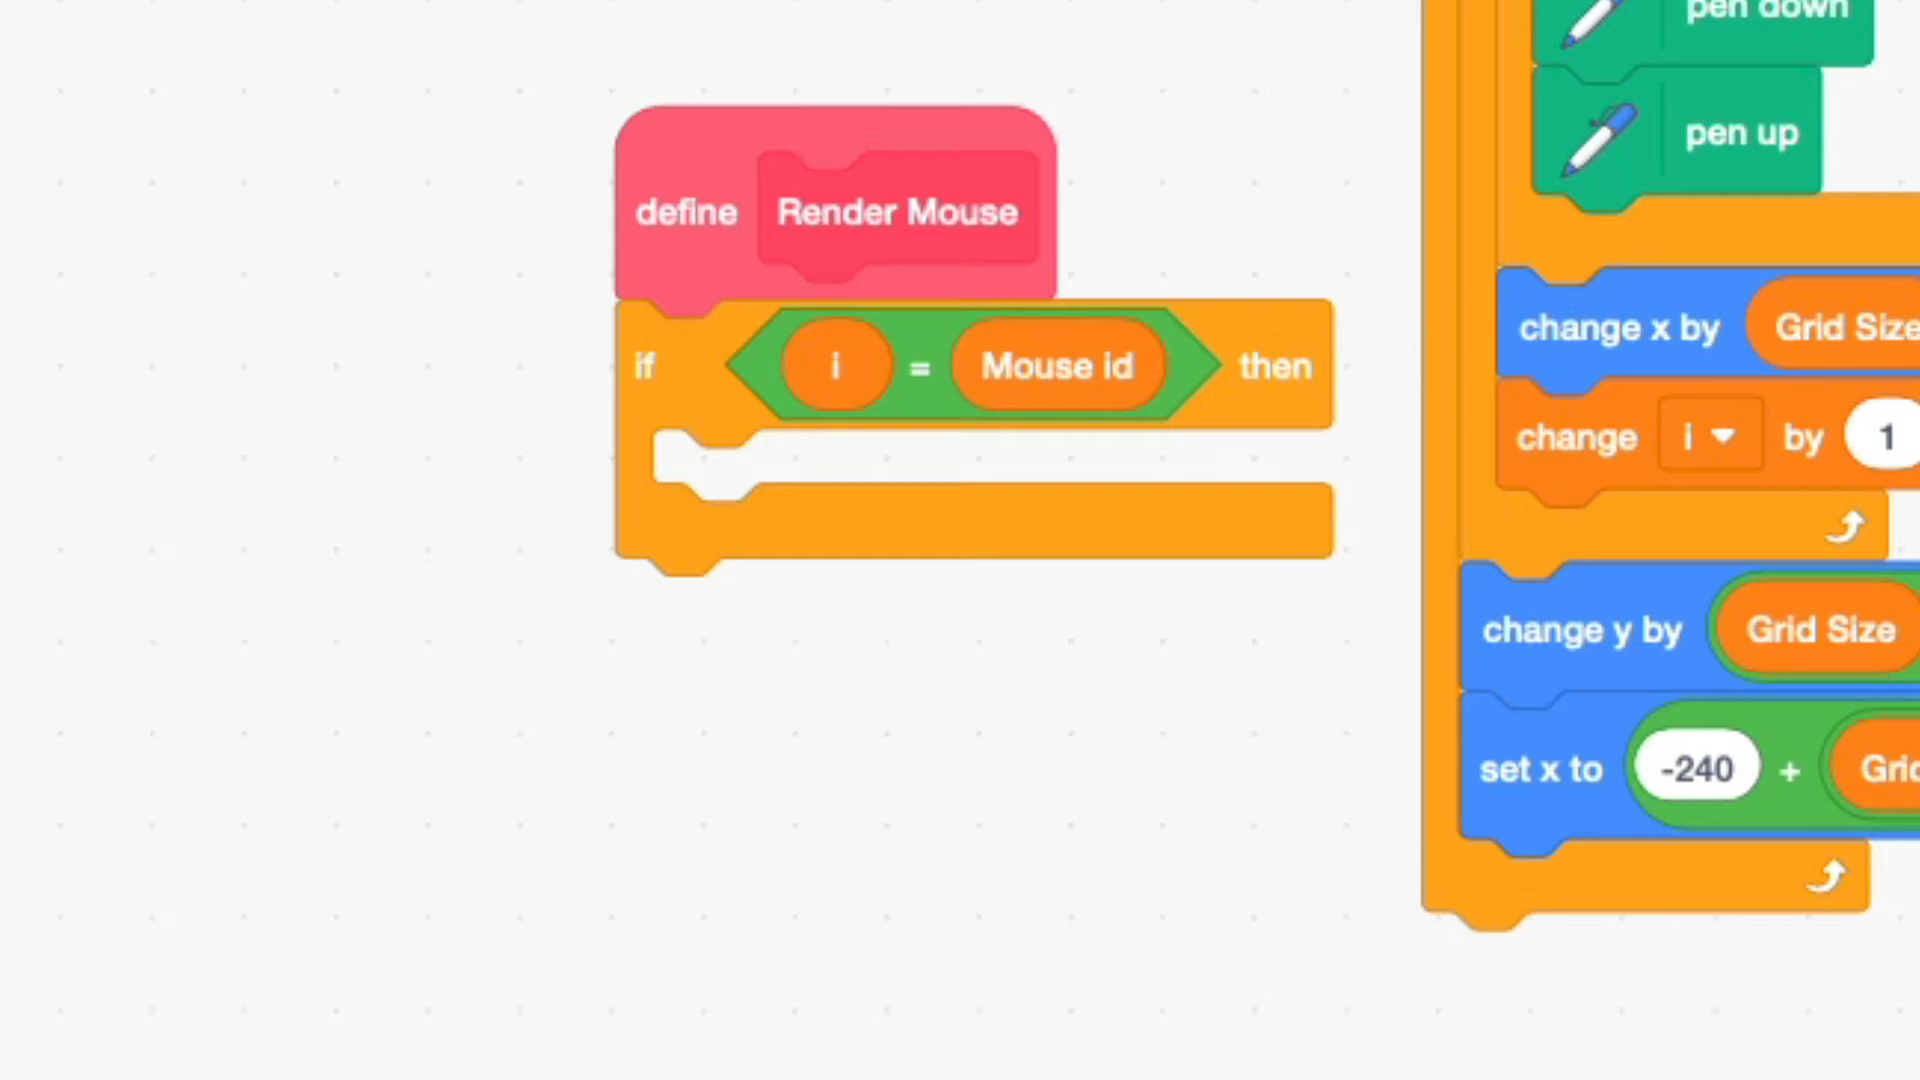 pen down
pen up
define Render Mouse
if i = Mouse id then
change x by Grid Size
change i by 1
change y by Grid Size
set x to -240 +